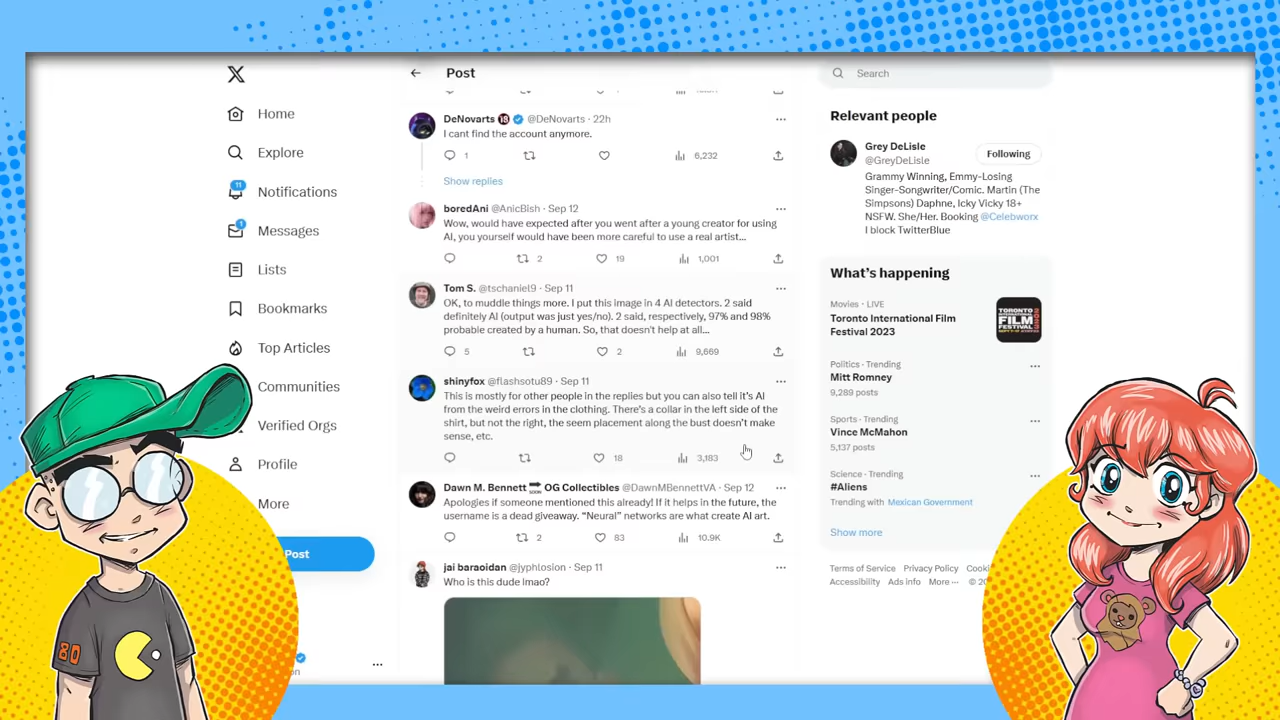 Home
Explore
11
Notifications
1
Messages
Lists
Bookmarks
Top Articles
Communities
Verified Orgs
Profile
More
Post
80
Post
DeNovarts 🔞 @DeNovarts · 22h
I cant find the account anymore.
1 6,232
Show replies
boredAni @AnicBish · Sep 12
Wow, would have expected after you went after a young creator for using
AI, you yourself would have been more careful to use a real artist...
2 19 1,001
Tom S. @tschaniel9 · Sep 11
OK, to muddle things more. I put this image in 4 AI detectors. 2 said
definitely AI (output was just yes/no). 2 said, respectively, 97% and 98%
probable created by a human. So, that doesn't help at all...
5 2 9,669
shinyfox @flashsotu89 · Sep 11
This is mostly for other people in the replies but you can also tell it's AI
from the weird errors in the clothing. There's a collar in the left side of the
shirt, but not the right, the seem placement along the bust doesn't make
sense, etc.
18 3,183
Dawn M. Bennett 🔜 OG Collectibles @DawnMBennettVA · Sep 12
Apologies if someone mentioned this already! If it helps in the future, the
username is a dead giveaway. "Neural" networks are what create AI art.
2 83 10.9K
jai baraoidan @jyphlosion · Sep 11
Who is this dude lmao?
Search
Relevant people
Grey DeLisle
@GreyDeLisle
Following
Grammy Winning, Emmy-Losing
Singer-Songwriter/Comic. Martin (The
Simpsons) Daphne, Icky Vicky 18+
NSFW. She/Her. Booking @Celebworx
I block TwitterBlue
What's happening
Movies · LIVE
Toronto International Film
Festival 2023
TORONTO
INTERNATIONAL
FILM
FESTIVAL
Politics · Trending
Mitt Romney
9,289 posts
Sports · Trending
Vince McMahon
5,137 posts
Science · Trending
#Aliens
Trending with Mexican Government
Show more
Terms of Service Privacy Policy
Accessibility Ads info More ···